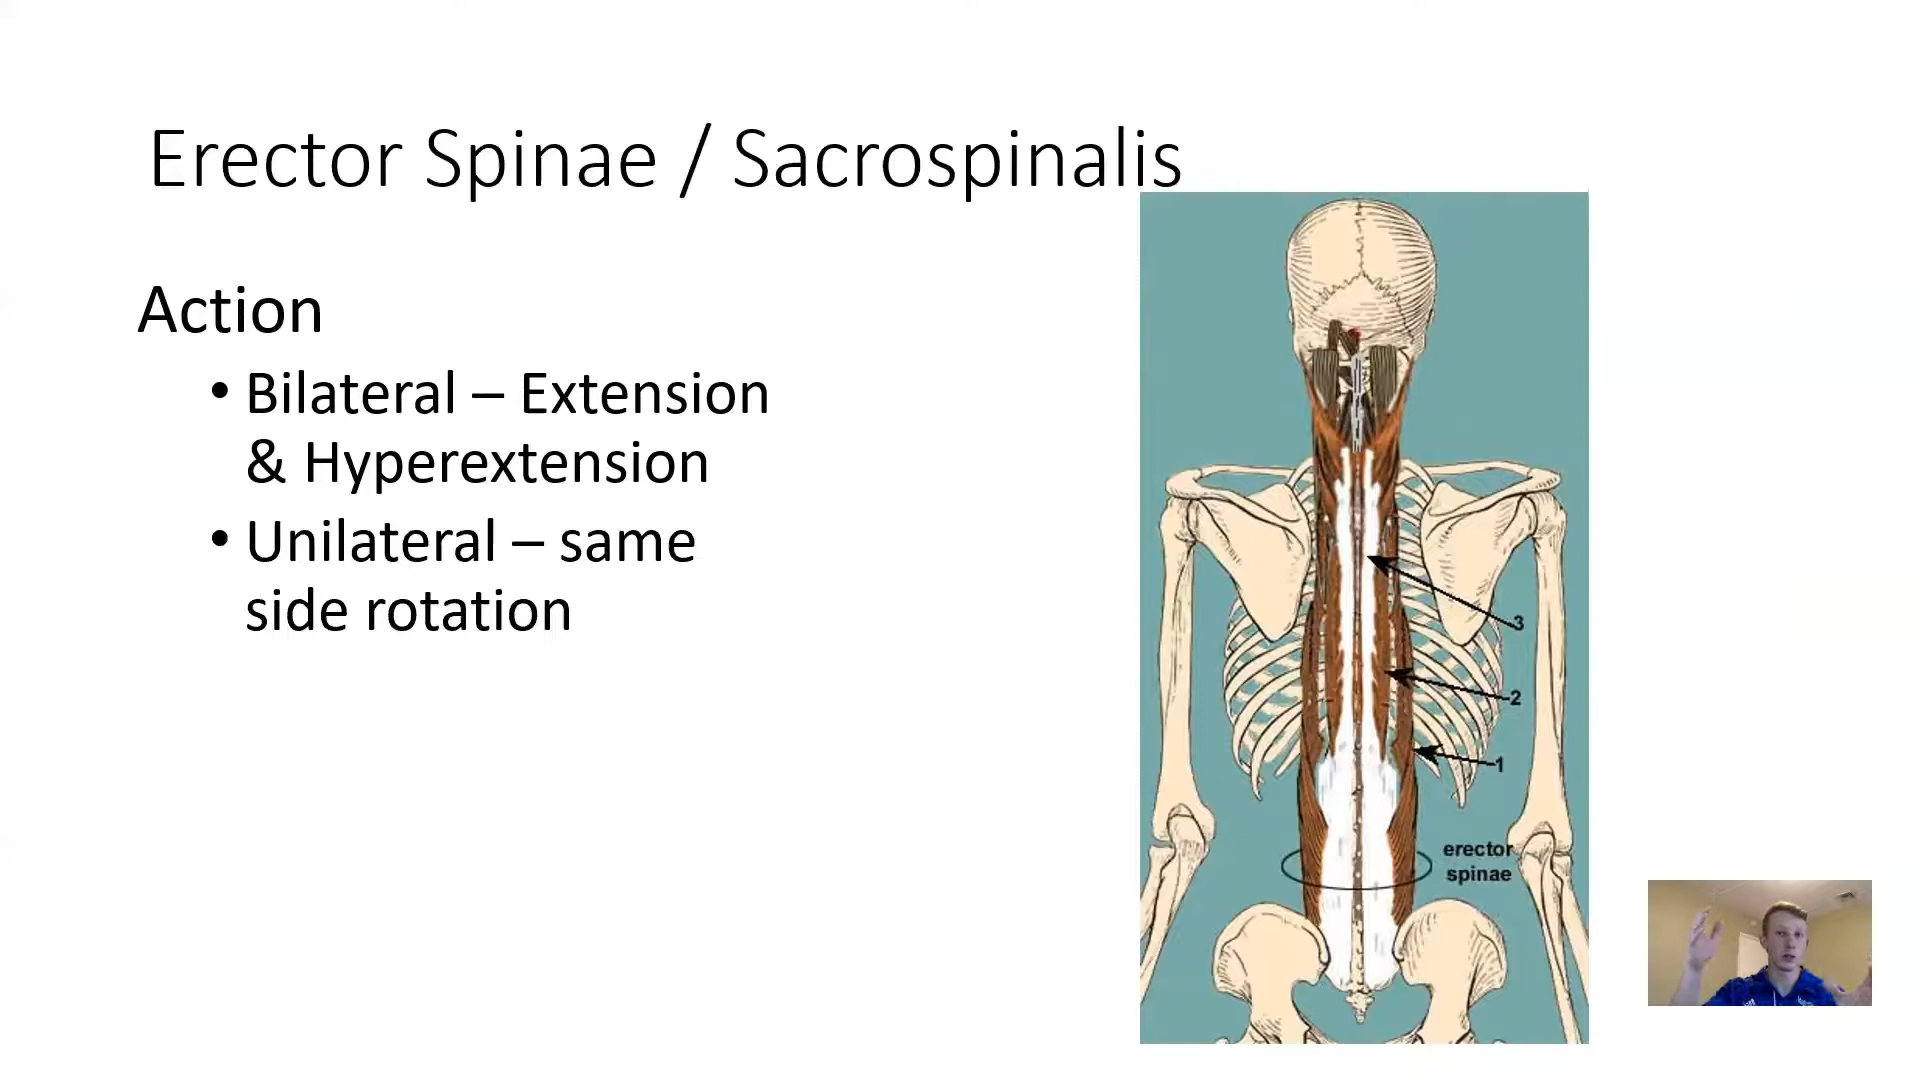 Erector Spinae / Sacrospinalis
Action
• Bilateral – Extension
& Hyperextension
• Unilateral – same
side rotation
3
2
1
erector
spinae